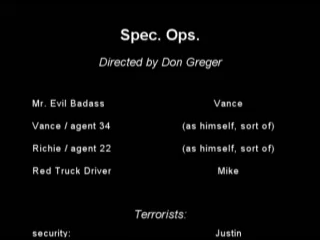 Spec. Ops.
Directed by Don Greger
Mr. Evil Badass Vance
Vance / agent 34 (as himself, sort of)
Richie / agent 22 (as himself, sort of)
Red Truck Driver Mike
Terrorists:
security: Justin